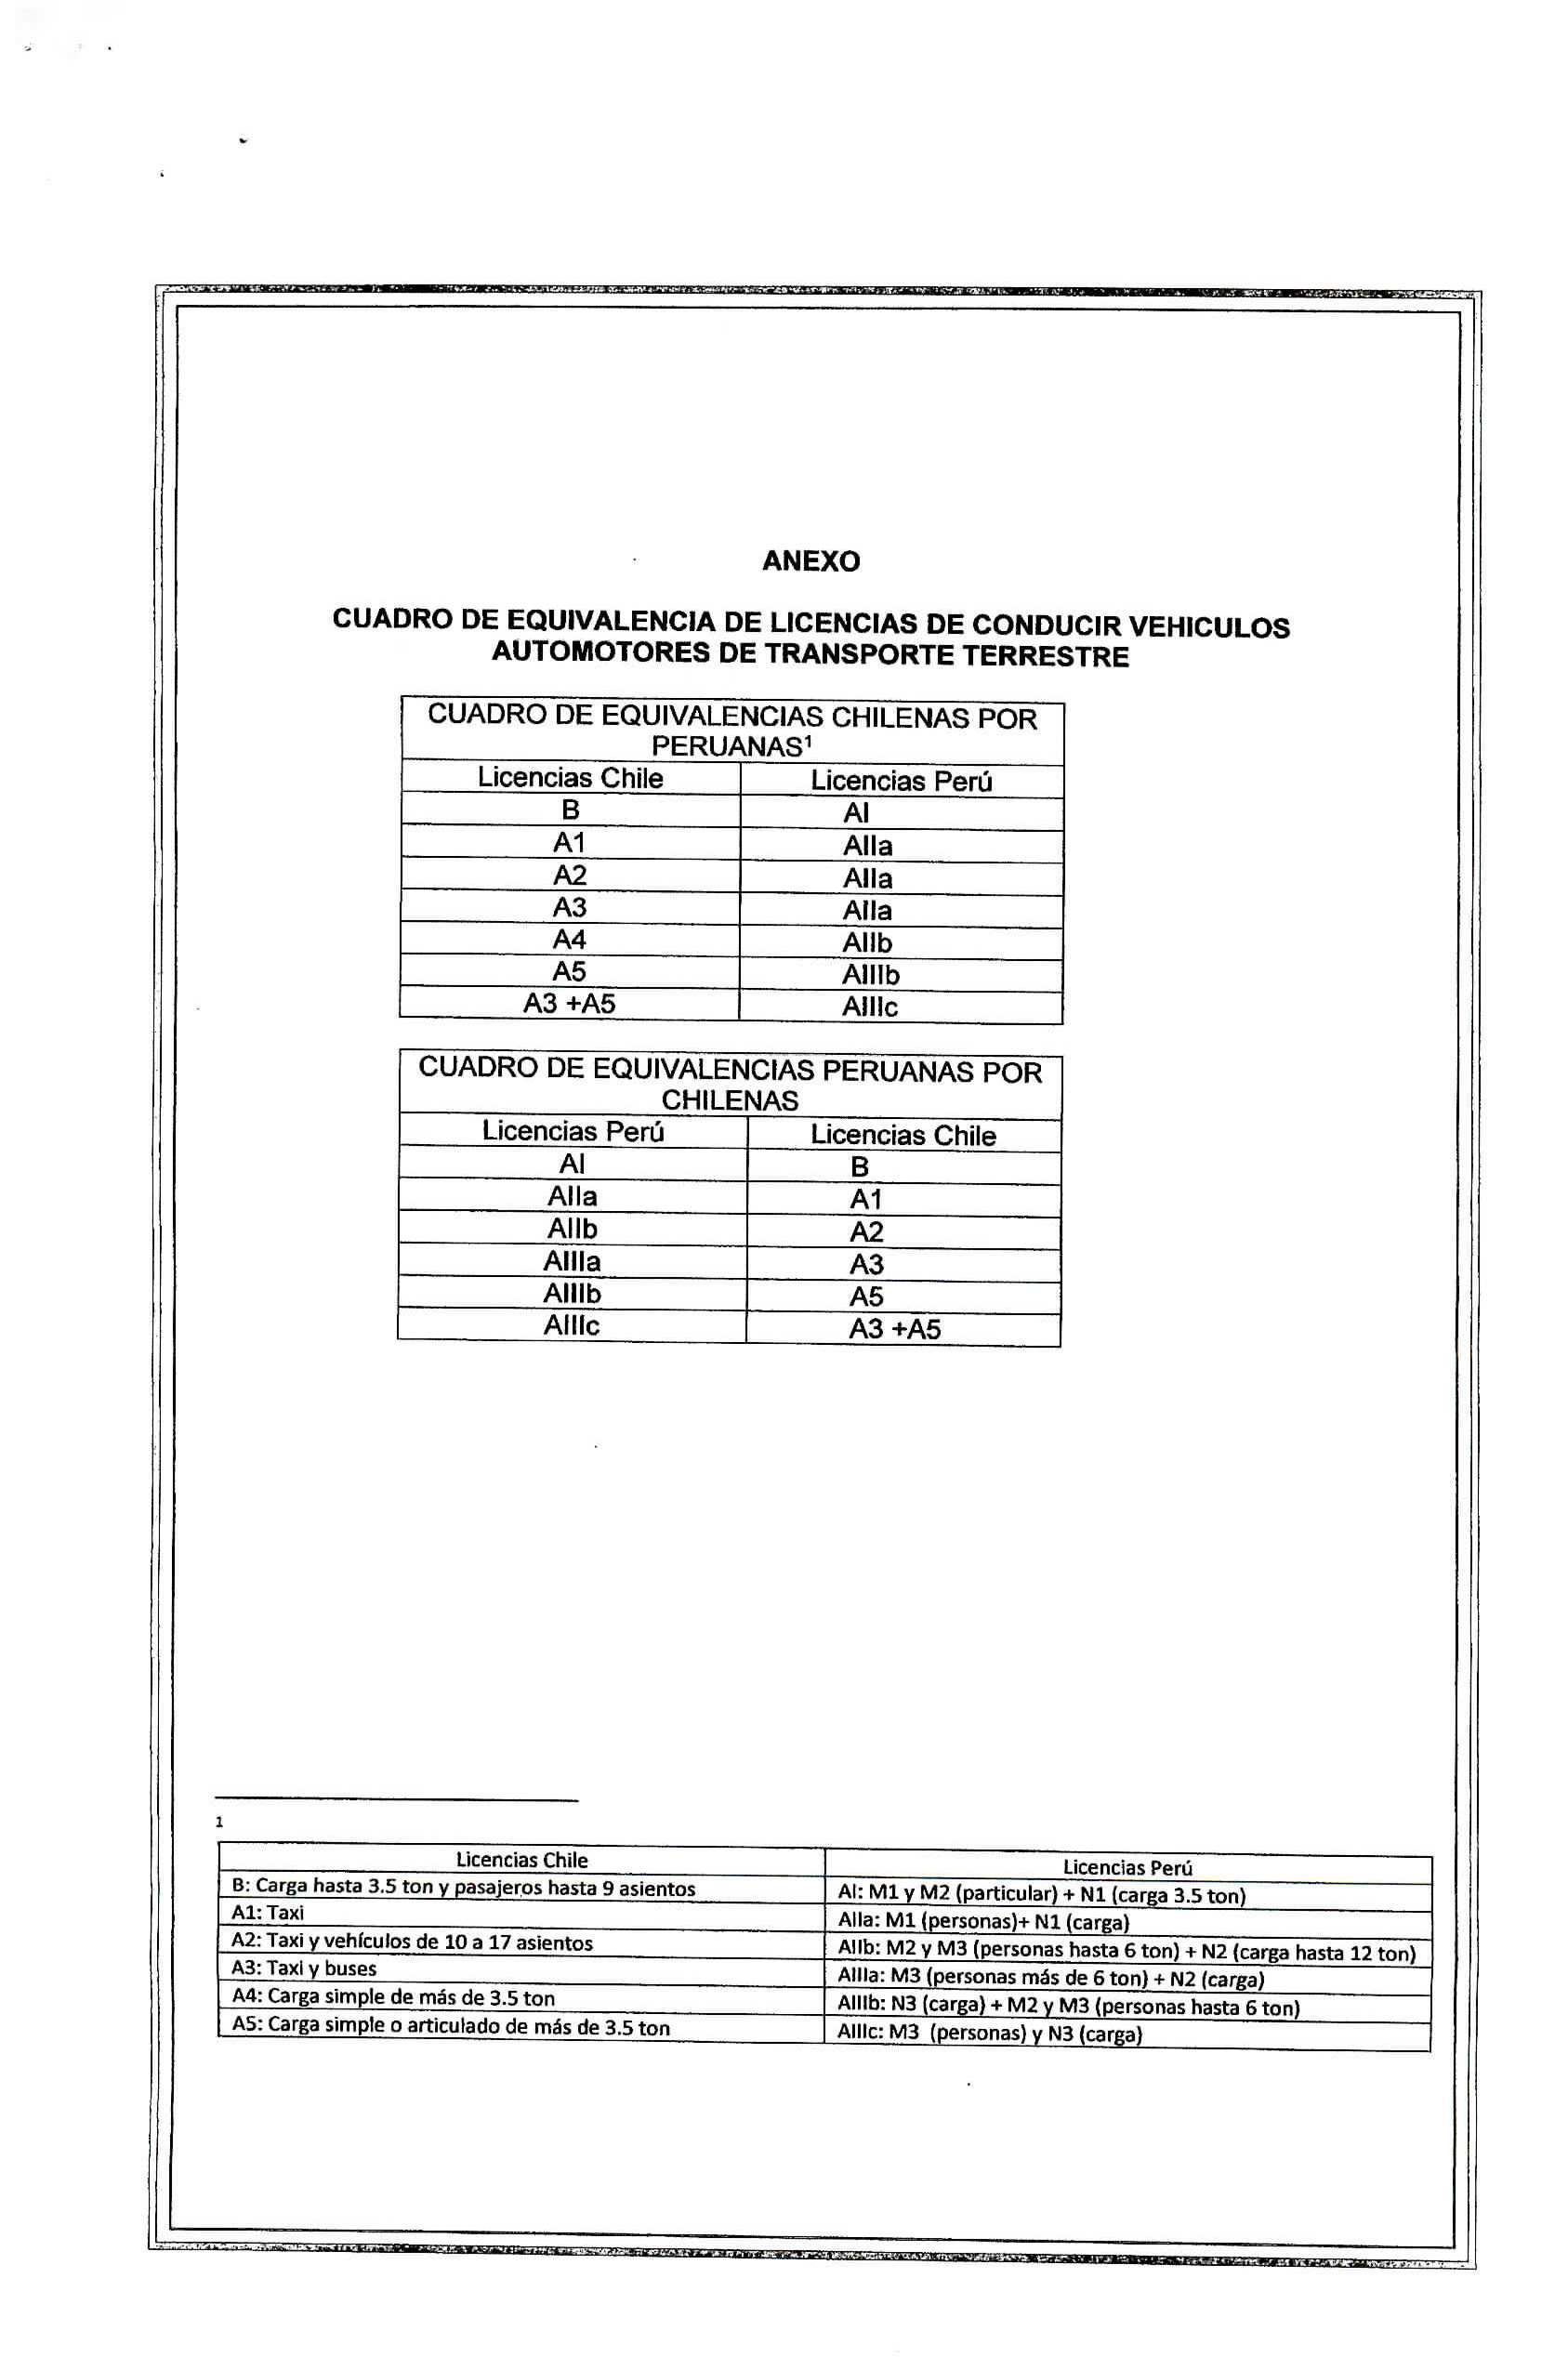 ANEXO
CUADRO DE EQUIVALENCIA DE LICENCIAS DE CONDUCIR VEHICULOS
AUTOMOTORES DE TRANSPORTE TERRESTRE
CUADRO DE EQUIVALENCIAS CHILENAS POR
PERUANAS¹
Licencias Chile Licencias Perú
B AI
A1 AIIa
A2 AIIa
A3 AIIa
A4 AIIb
A5 AIIIb
A3 +A5 AIIIc
CUADRO DE EQUIVALENCIAS PERUANAS POR
CHILENAS
Licencias Perú Licencias Chile
AI B
AIIa A1
AIIb A2
AIIIa A3
AIIIb A5
AIIIc A3 +A5
1
Licencias Chile Licencias Perú
B: Carga hasta 3.5 ton y pasajeros hasta 9 asientos AI: M1 y M2 (particular) + N1 (carga 3.5 ton)
A1: Taxi AIIa: M1 (personas)+ N1 (carga)
A2: Taxi y vehículos de 10 a 17 asientos AIIb: M2 y M3 (personas hasta 6 ton) + N2 (carga hasta 12 ton)
A3: Taxi y buses AIIIa: M3 (personas más de 6 ton) + N2 (carga)
A4: Carga simple de más de 3.5 ton AIIIb: N3 (carga) + M2 y M3 (personas hasta 6 ton)
A5: Carga simple o articulado de más de 3.5 ton AIIIc: M3 (personas) y N3 (carga)